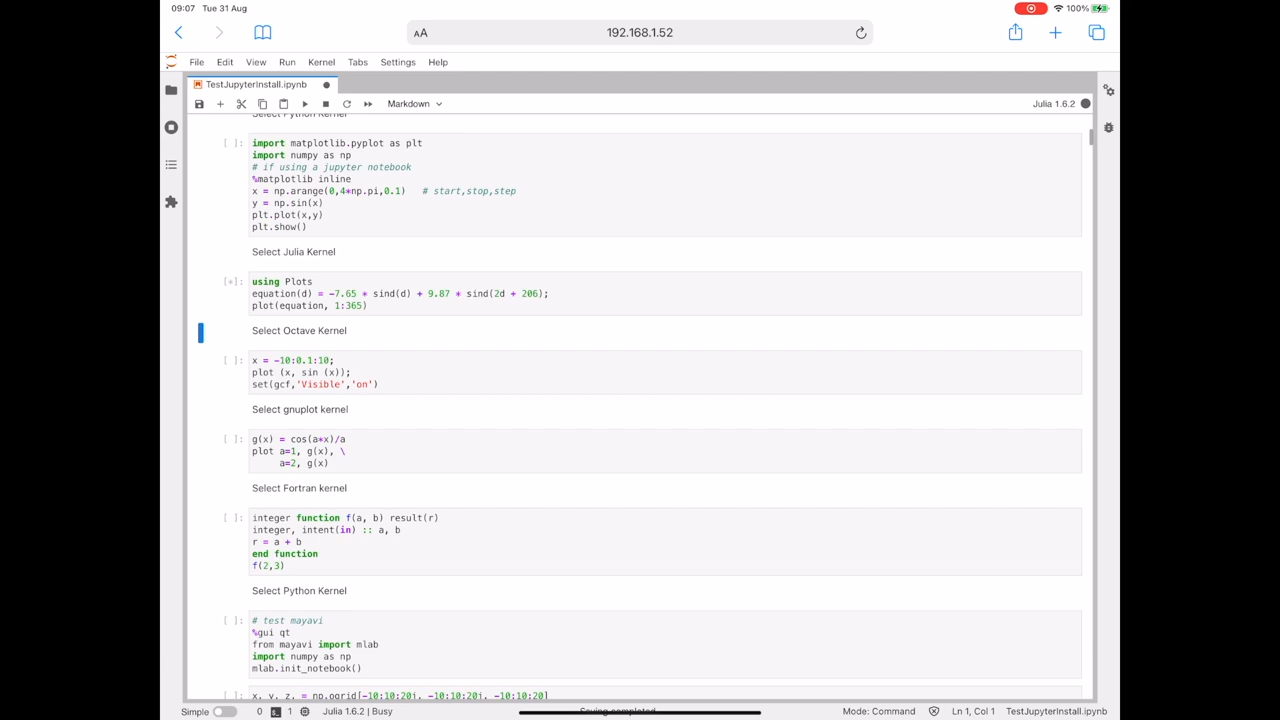 09:07 Tue 31 Aug
100%
AA
192.168.1.52
File Edit View Run Kernel Tabs Settings Help
TestJupyterInstall.ipynb
Markdown
Julia 1.6.2
Select Python Kernel
[ ]: import matplotlib.pyplot as plt
import numpy as np
# if using a jupyter notebook
%matplotlib inline
x = np.arange(0,4*np.pi,0.1) # start,stop,step
y = np.sin(x)
plt.plot(x,y)
plt.show()
Select Julia Kernel
[*]: using Plots
equation(d) = -7.65 * sind(d) + 9.87 * sind(2d + 206);
plot(equation, 1:365)
Select Octave Kernel
[ ]: x = -10:0.1:10;
plot (x, sin (x));
set(gcf,'Visible','on')
Select gnuplot kernel
[ ]: g(x) = cos(a*x)/a
plot a=1, g(x), \
a=2, g(x)
Select Fortran kernel
[ ]: integer function f(a, b) result(r)
integer, intent(in) :: a, b
r = a + b
end function
f(2,3)
Select Python Kernel
[ ]: # test mayavi
%gui qt
from mayavi import mlab
import numpy as np
mlab.init_notebook()
[ ]: x, y, z, = np.ogrid[-10:10:20j, -10:10:20j, -10:10:20]
Simple 0 1 Julia 1.6.2 | Busy Saving completed Mode: Command Ln 1, Col 1 TestJupyterInstall.ipynb